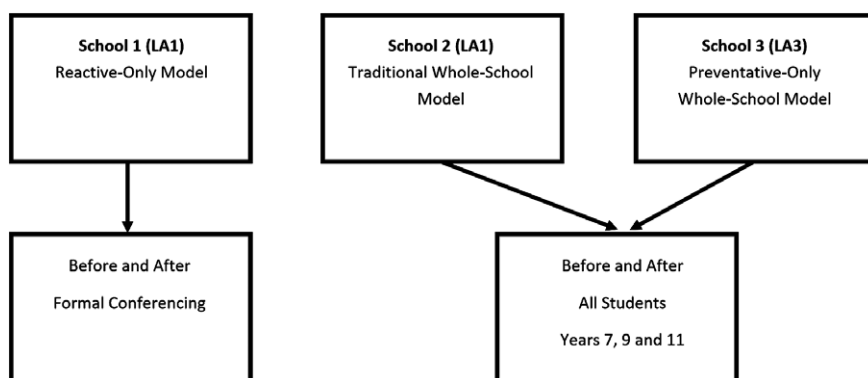 School 1 (LA1)
Reactive-Only Model
School 2 (LA1)
Traditional Whole-School
Model
School 3 (LA3)
Preventative-Only
Whole-School Model
Before and After
Formal Conferencing
Before and After
All Students
Years 7, 9 and 11